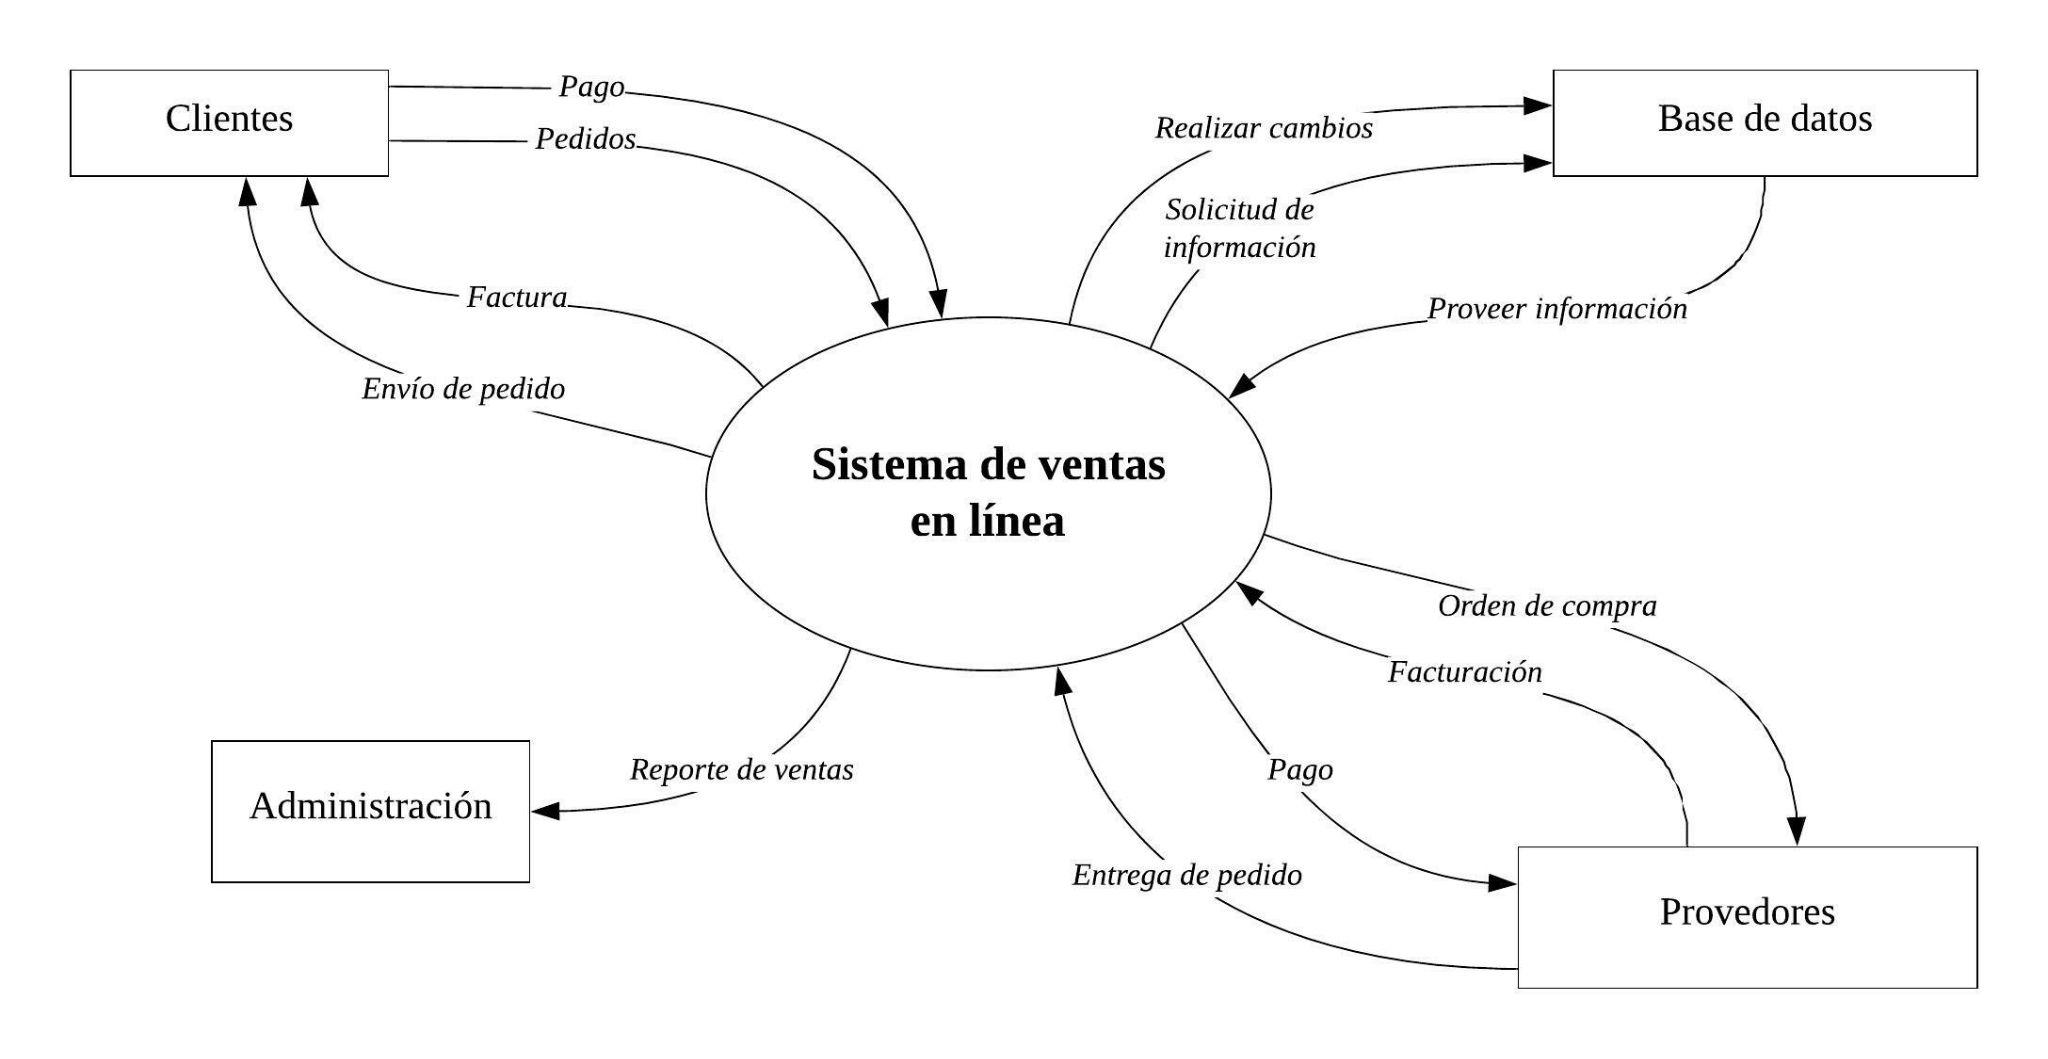 Clientes
Pago
Pedidos
Factura
Envío de pedido
Realizar cambios
Solicitud de
información
Base de datos
Proveer información
Sistema de ventas
en línea
Administración
Reporte de ventas
Orden de compra
Facturación
Pago
Entrega de pedido
Provedores